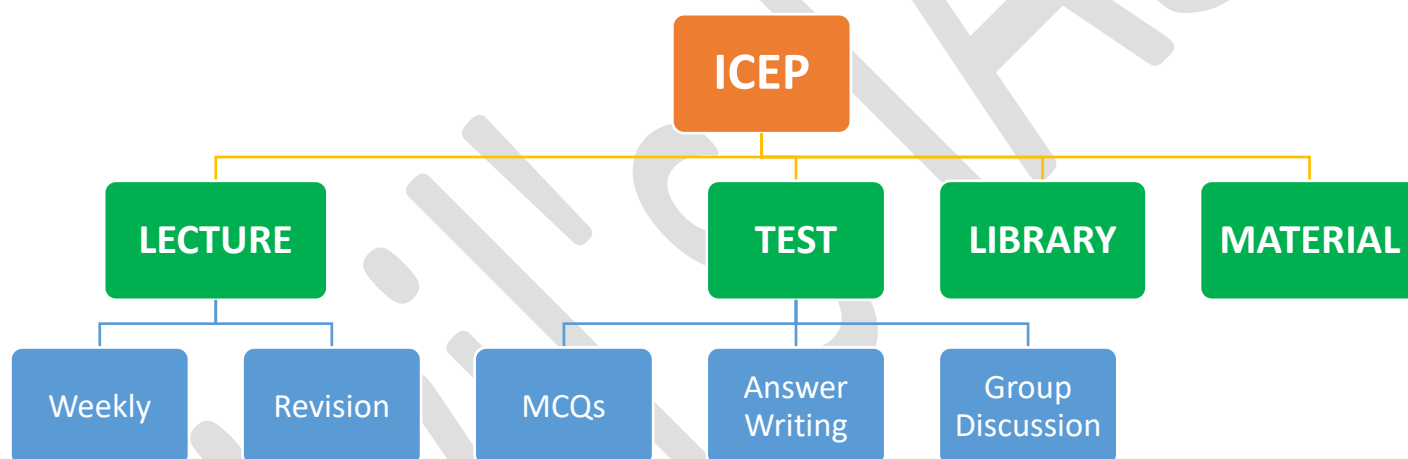 ICEP
LECTURE
TEST
LIBRARY
MATERIAL
Weekly
Revision
MCQs
Answer
Writing
Group
Discussion